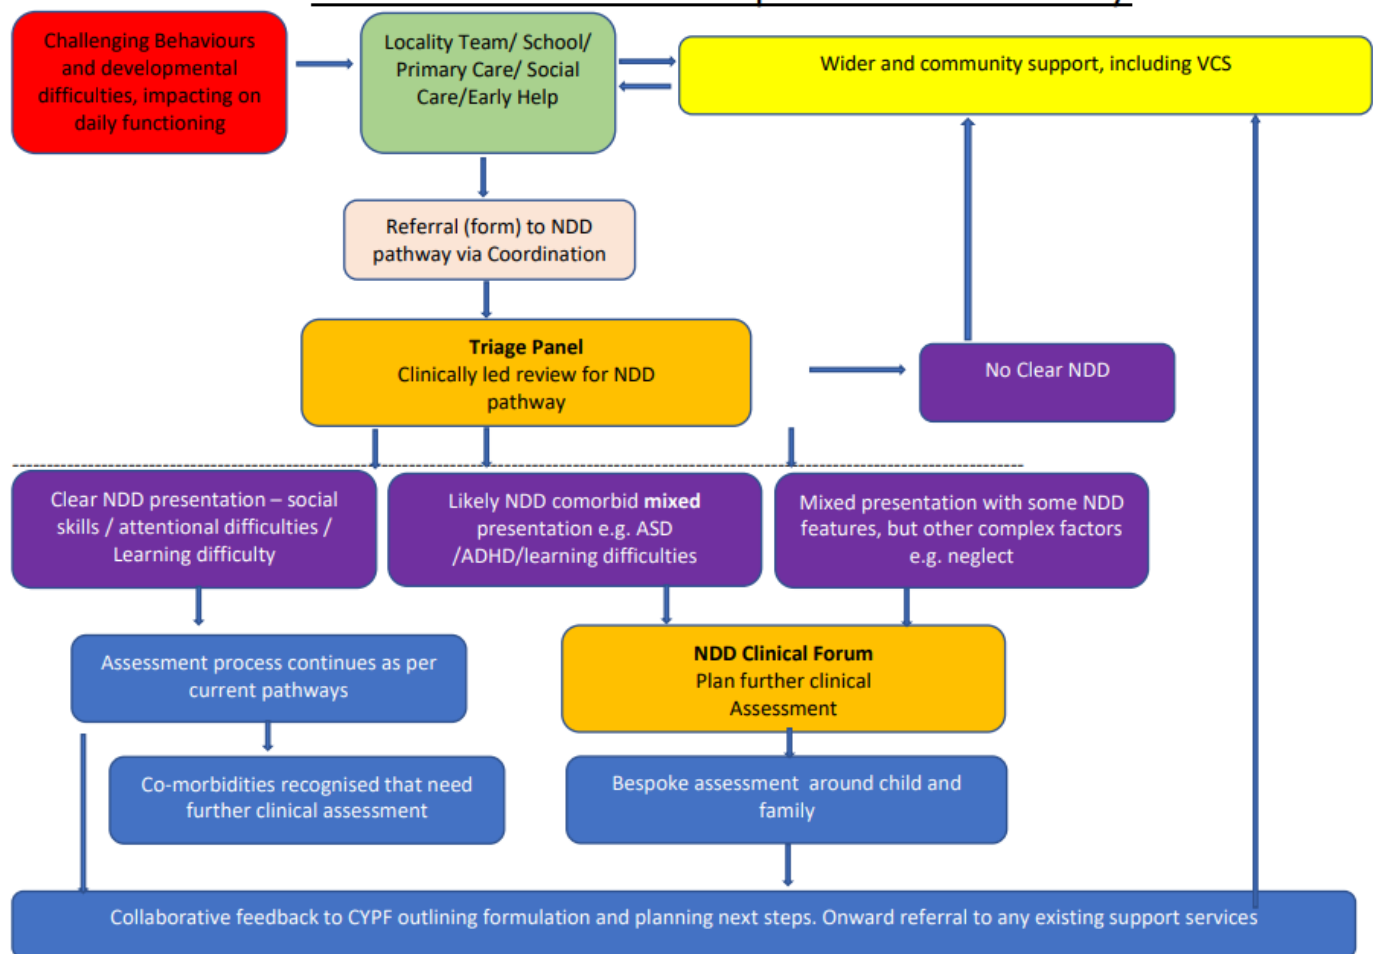 Challenging Behaviours
and developmental
difficulties, impacting on
daily functioning
Locality Team/ School/
Primary Care/ Social
Care/Early Help
Wider and community support, including VCS
Referral (form) to NDD
pathway via Coordination
Triage Panel
Clinically led review for NDD
pathway
No Clear NDD
Clear NDD presentation – social
skills / attentional difficulties /
Learning difficulty
Likely NDD comorbid mixed
presentation e.g. ASD
/ADHD/learning difficulties
Mixed presentation with some NDD
features, but other complex factors
e.g. neglect
Assessment process continues as per
current pathways
NDD Clinical Forum
Plan further clinical
Assessment
Co-morbidities recognised that need
further clinical assessment
Bespoke assessment around child and
family
Collaborative feedback to CYPF outlining formulation and planning next steps. Onward referral to any existing support services